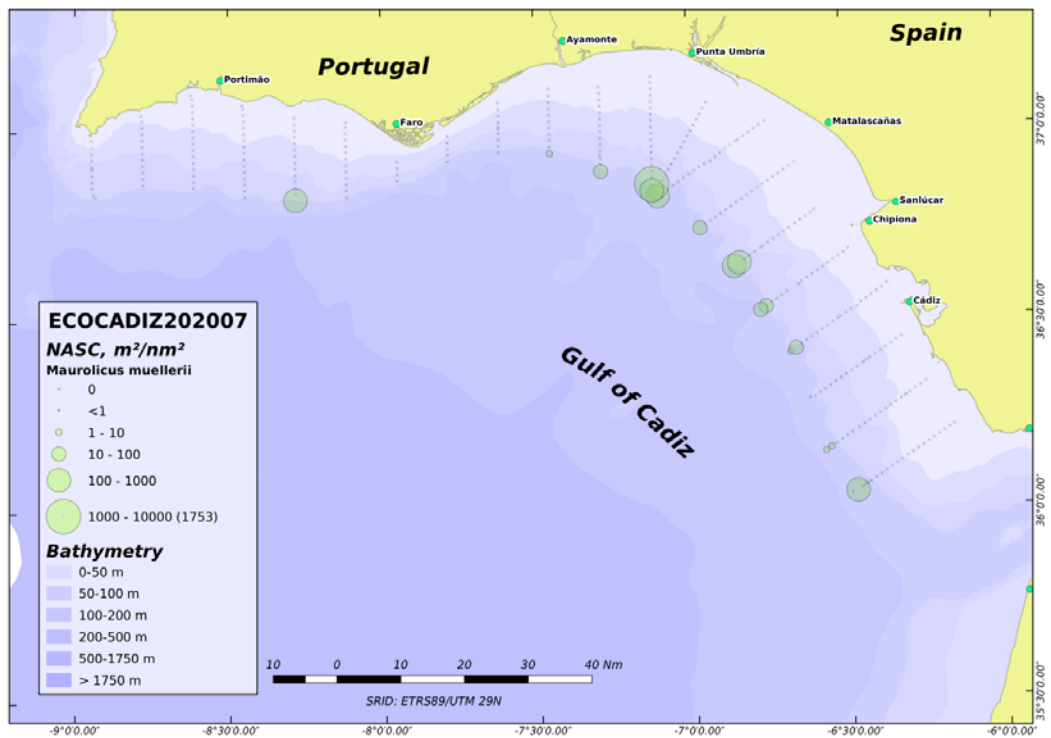 Spain
Ayamonte
Punta Umbría
Portugal
Portimão
Faro
Matalascañas
Sanlúcar
Chipiona
Cádiz
Gulf of Cadiz
37°0'0.00"
36°30'0.00"
36°0'0.00"
35°30'0.00"
ECOCADIZ202007
NASC, m²/nm²
Maurolicus muellerii
0
<1
1 - 10
10 - 100
100 - 1000
1000 - 10000 (1753)
Bathymetry
0-50 m
50-100 m
100-200 m
200-500 m
500-1750 m
> 1750 m
10 0 10 20 30 40 Nm
SRID: ETRS89/UTM 29N
-9°0'0.00" -8°30'0.00" -8°0'0.00" -7°30'0.00" -7°0'0.00" -6°30'0.00" -6°0'0.00"